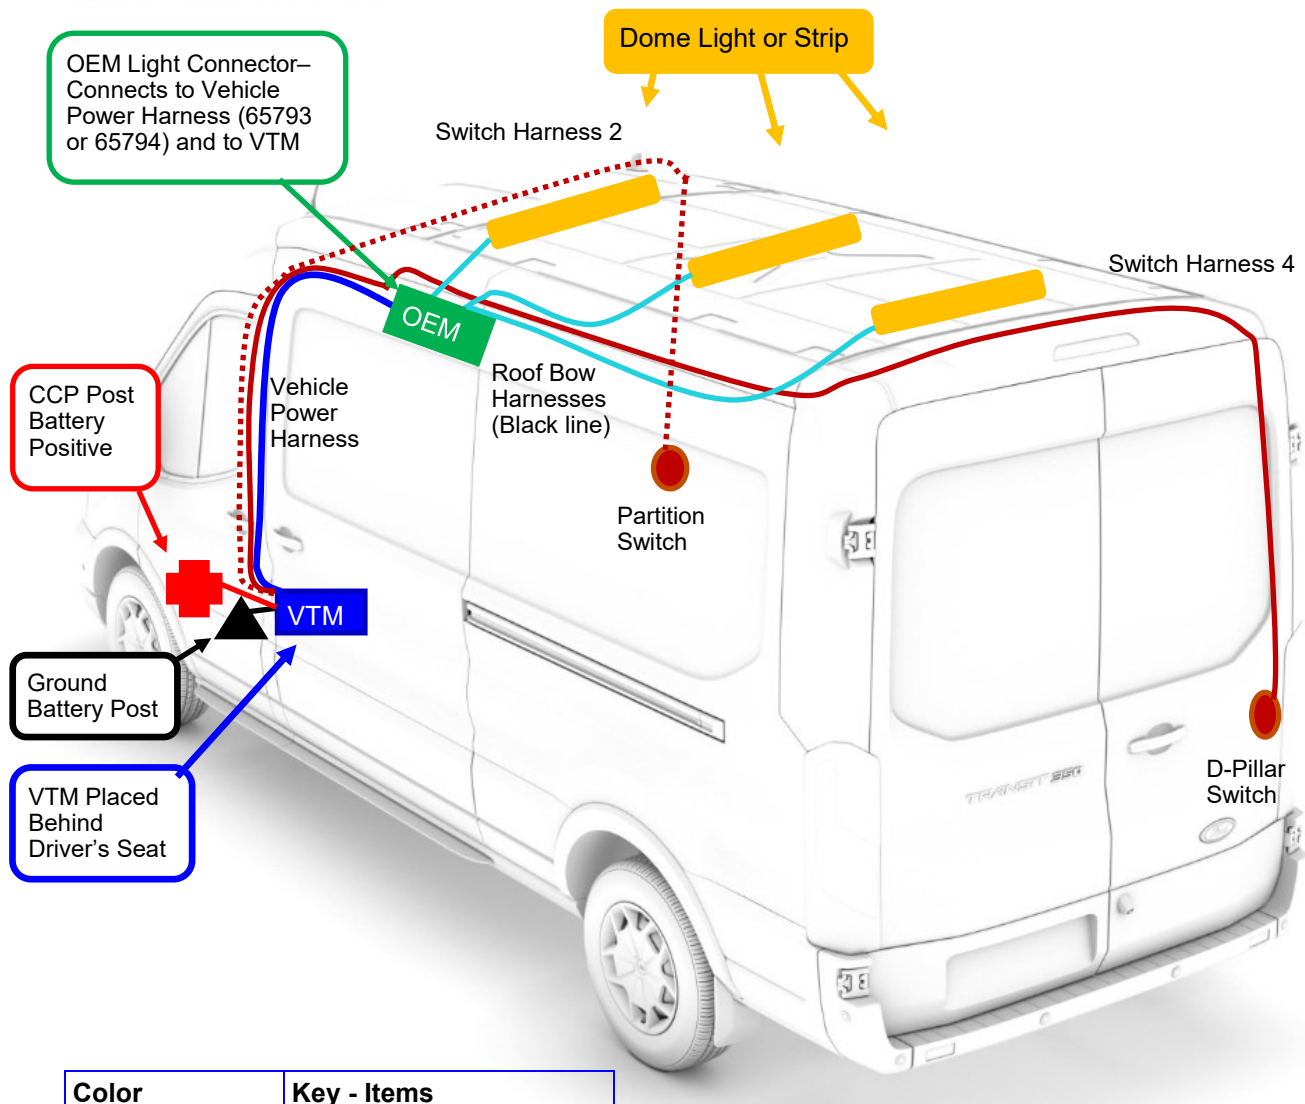 Dome Light or Strip
OEM Light Connector–
Connects to Vehicle
Power Harness (65793
or 65794) and to VTM
Switch Harness 2
Switch Harness 4
OEM
Vehicle
Power
Harness
Roof Bow
Harnesses
(Black line)
CCP Post
Battery
Positive
Partition
Switch
VTM
Ground
Battery Post
D-Pillar
Switch
TRANSIT 350
VTM Placed
Behind
Driver's Seat
Color
Key - Items